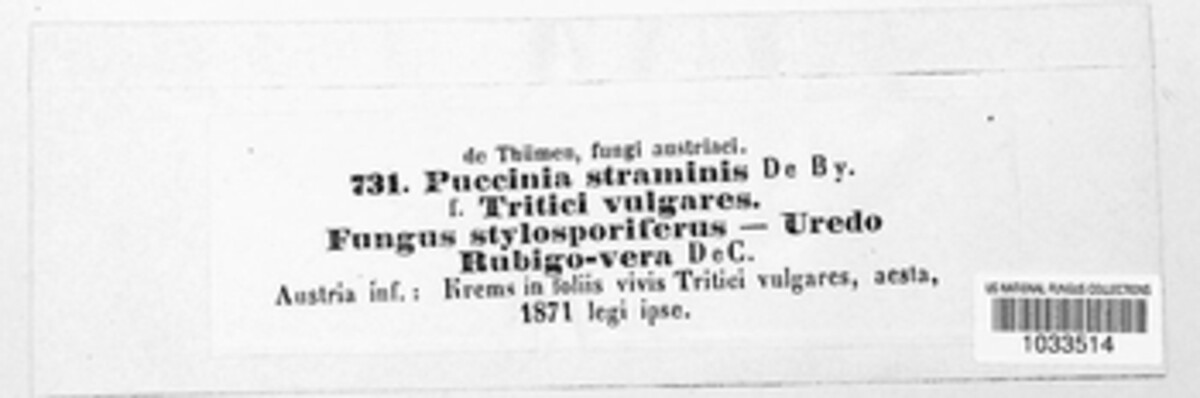 de Thümen, fungi austriaci.
731. Puccinia straminis De By.
f. Tritici vulgares.
Fungus stylosporiferus — Uredo
Rubigo-vera DeC.
Austria inf.: Krems in foliis vivis Tritici vulgares, aesta,
1871 legi ipse.
US NATIONAL FUNGUS COLLECTIONS
1033514